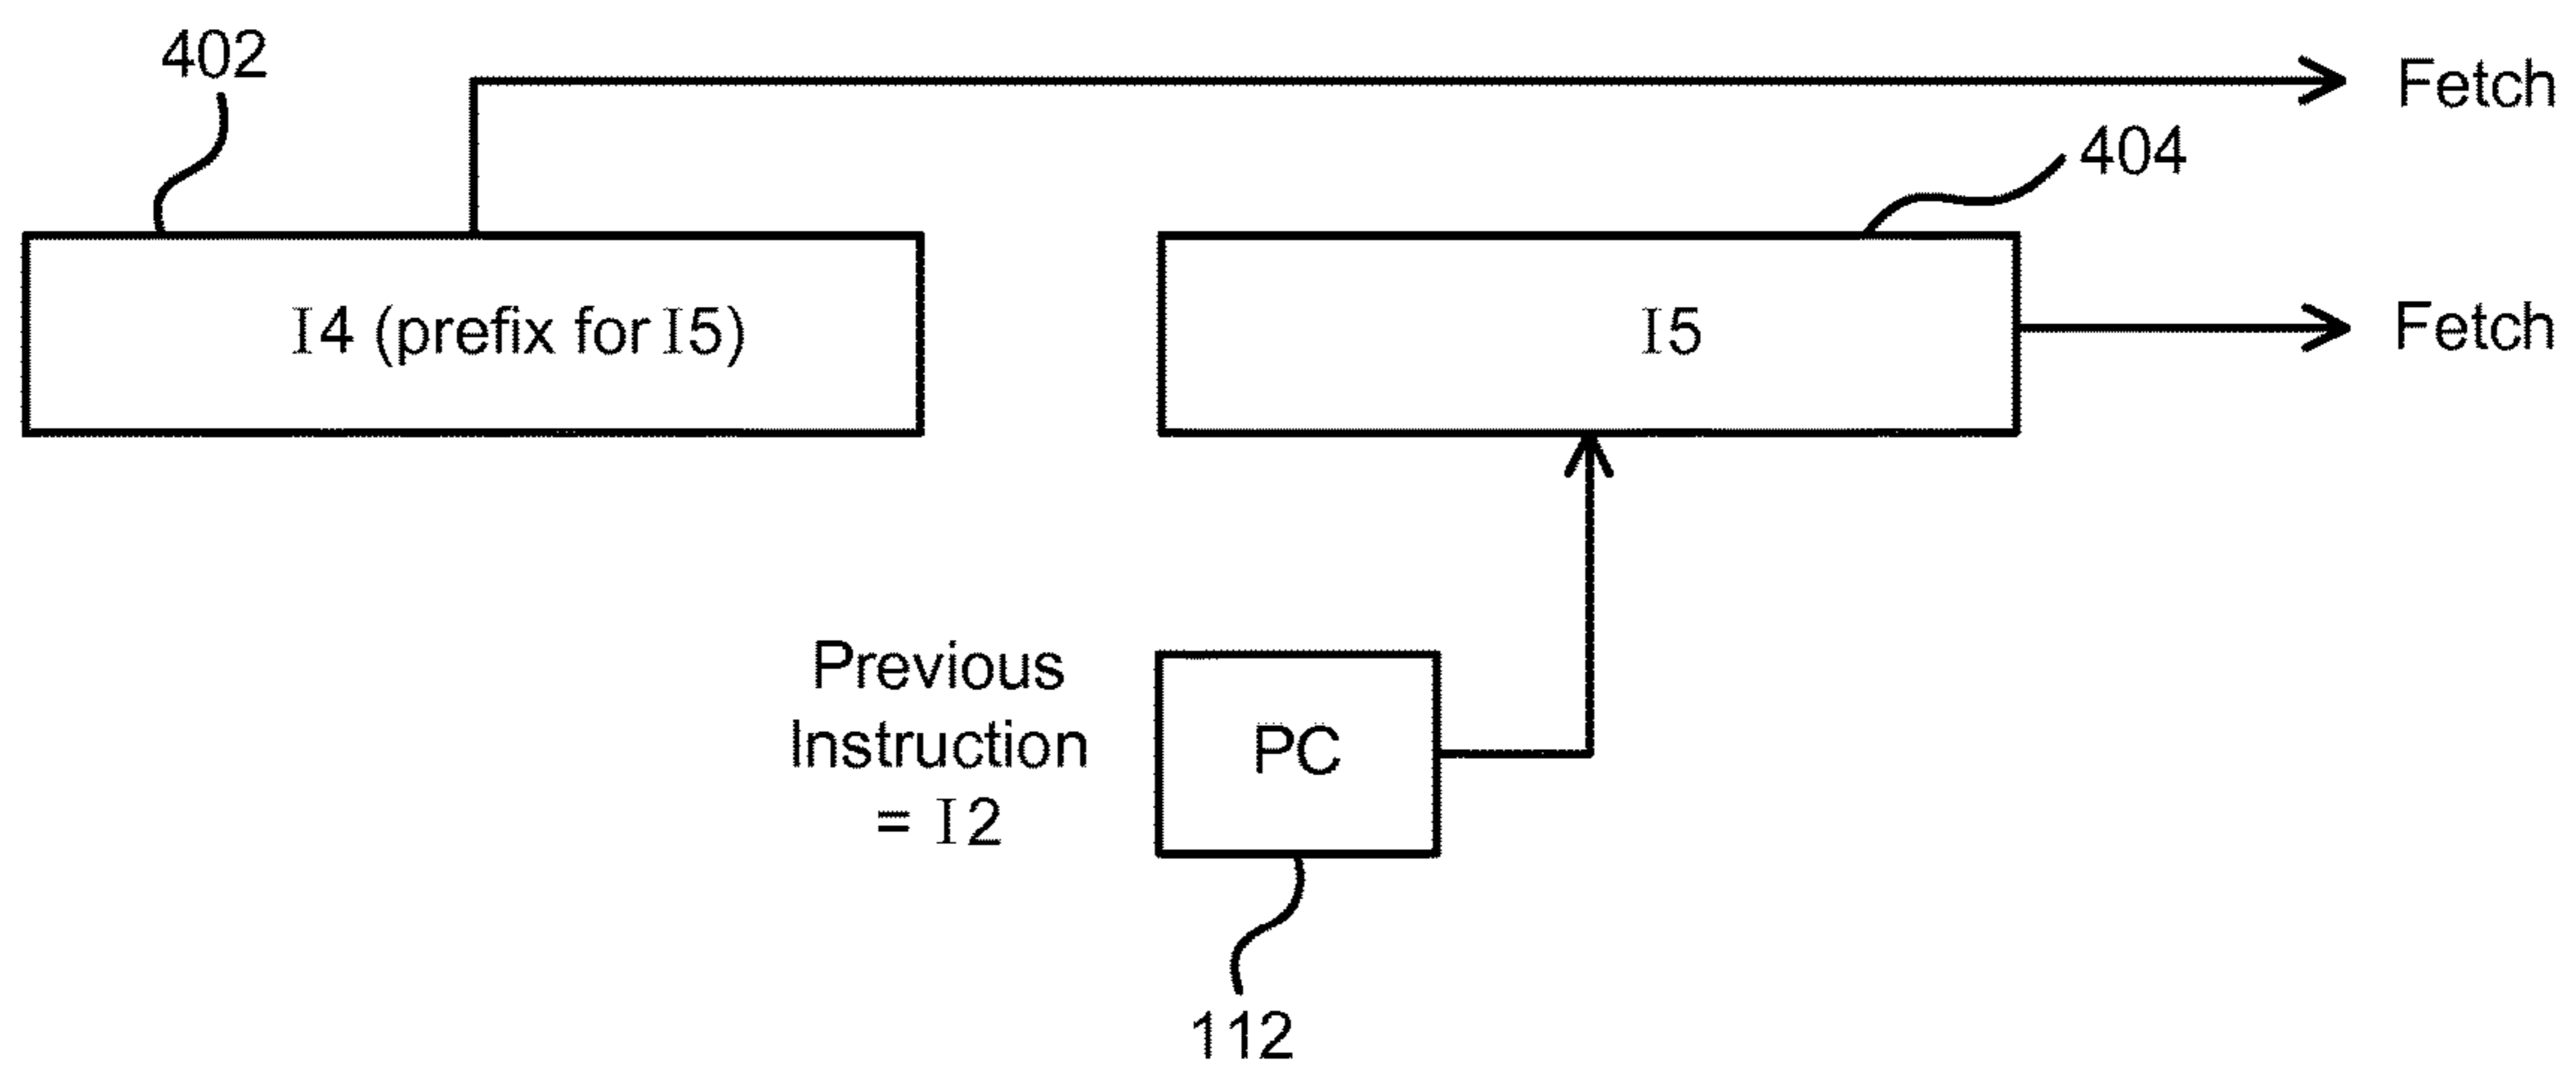 402
Fetch
404
I4 (prefix for I5)
I5
Fetch
Previous
Instruction
= I2
PC
112